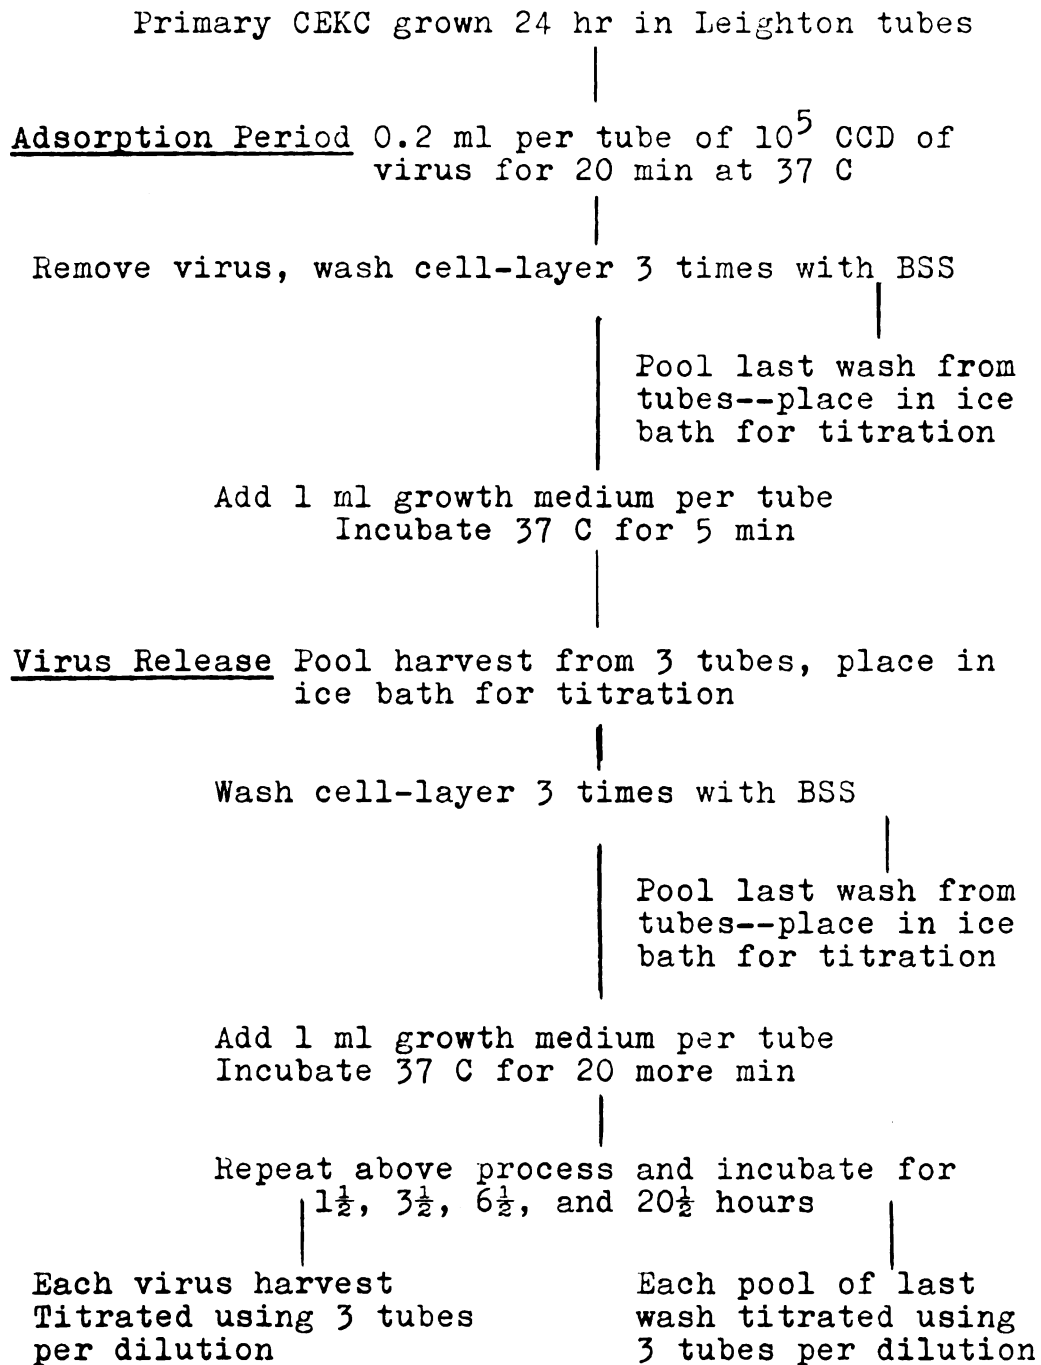 Primary CEKC grown 24 hr in Leighton tubes
Adsorption Period 0.2 ml per tube of 10⁵ CCD of
virus for 20 min at 37 C
Remove virus, wash cell-layer 3 times with BSS
Pool last wash from
tubes--place in ice
bath for titration
Add 1 ml growth medium per tube
Incubate 37 C for 5 min
Virus Release Pool harvest from 3 tubes, place in
ice bath for titration
Wash cell-layer 3 times with BSS
Pool last wash from
tubes--place in ice
bath for titration
Add 1 ml growth medium per tube
Incubate 37 C for 20 more min
Repeat above process and incubate for
1½, 3½, 6½, and 20½ hours
Each virus harvest
Titrated using 3 tubes
per dilution
Each pool of last
wash titrated using
3 tubes per dilution